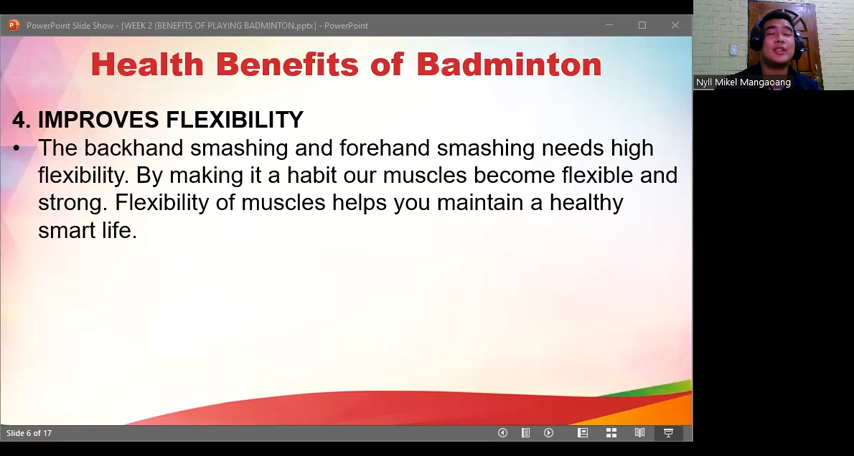 PowerPoint Slide Show - [WEEK 2 (BENEFITS OF PLAYING BADMINTON.pptx] - PowerPoint
Health Benefits of Badminton
4. IMPROVES FLEXIBILITY
• The backhand smashing and forehand smashing needs high
flexibility. By making it a habit our muscles become flexible and
strong. Flexibility of muscles helps you maintain a healthy
smart life.
Slide 6 of 17
Nyll Mikel Mangaoang